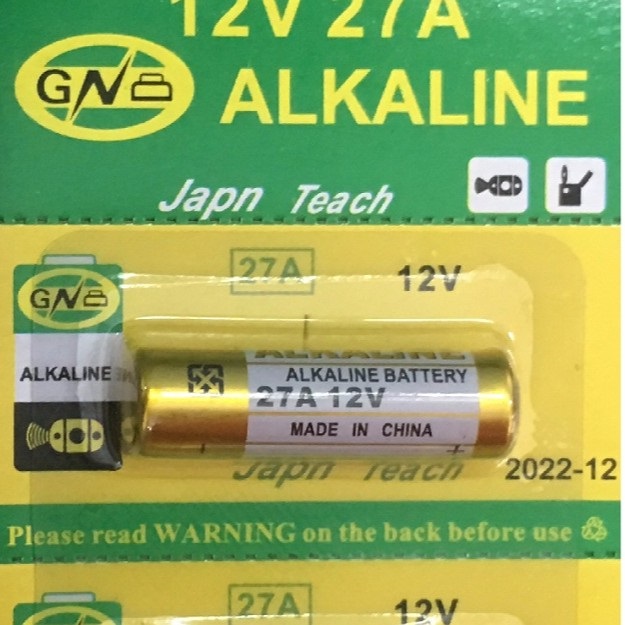 12V 27A
GN
ALKALINE
Japn Teach
27A 12V
GN
ALKALINE
ALKALINE
ALKALINE BATTERY
27A 12V
MADE IN CHINA
- +
Japn Teach 2022-12
Please read WARNING on the back before use
27A 12V